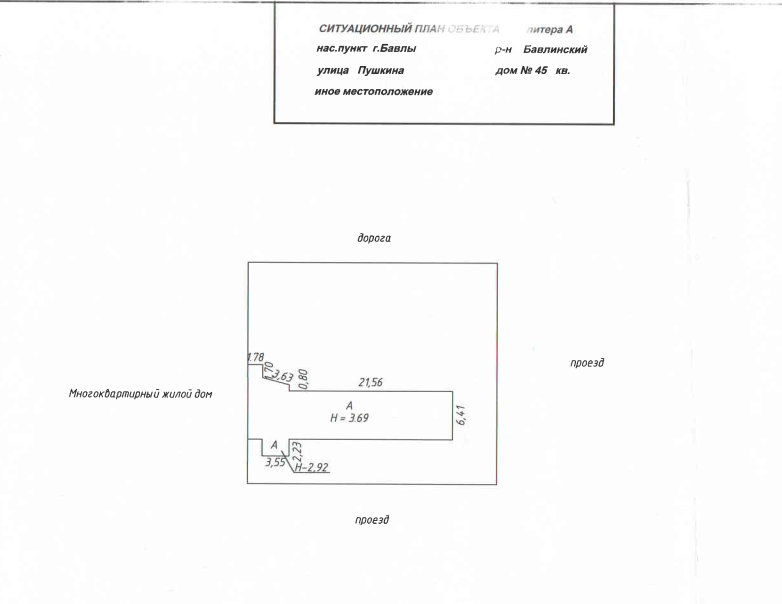 СИТУАЦИОННЫЙ ПЛАН ОБЪЕКТА литера А
нас.пункт г.Бавлы р-н Бавлинский
улица Пушкина дом № 45 кв.
иное местоположение
дорога
1.78
1,70
3,63
0,80
21,56
проезд
Многоквартирный жилой дом
А
Н = 3.69
6,41
А
2,23
3,55
Н-2,92
проезд